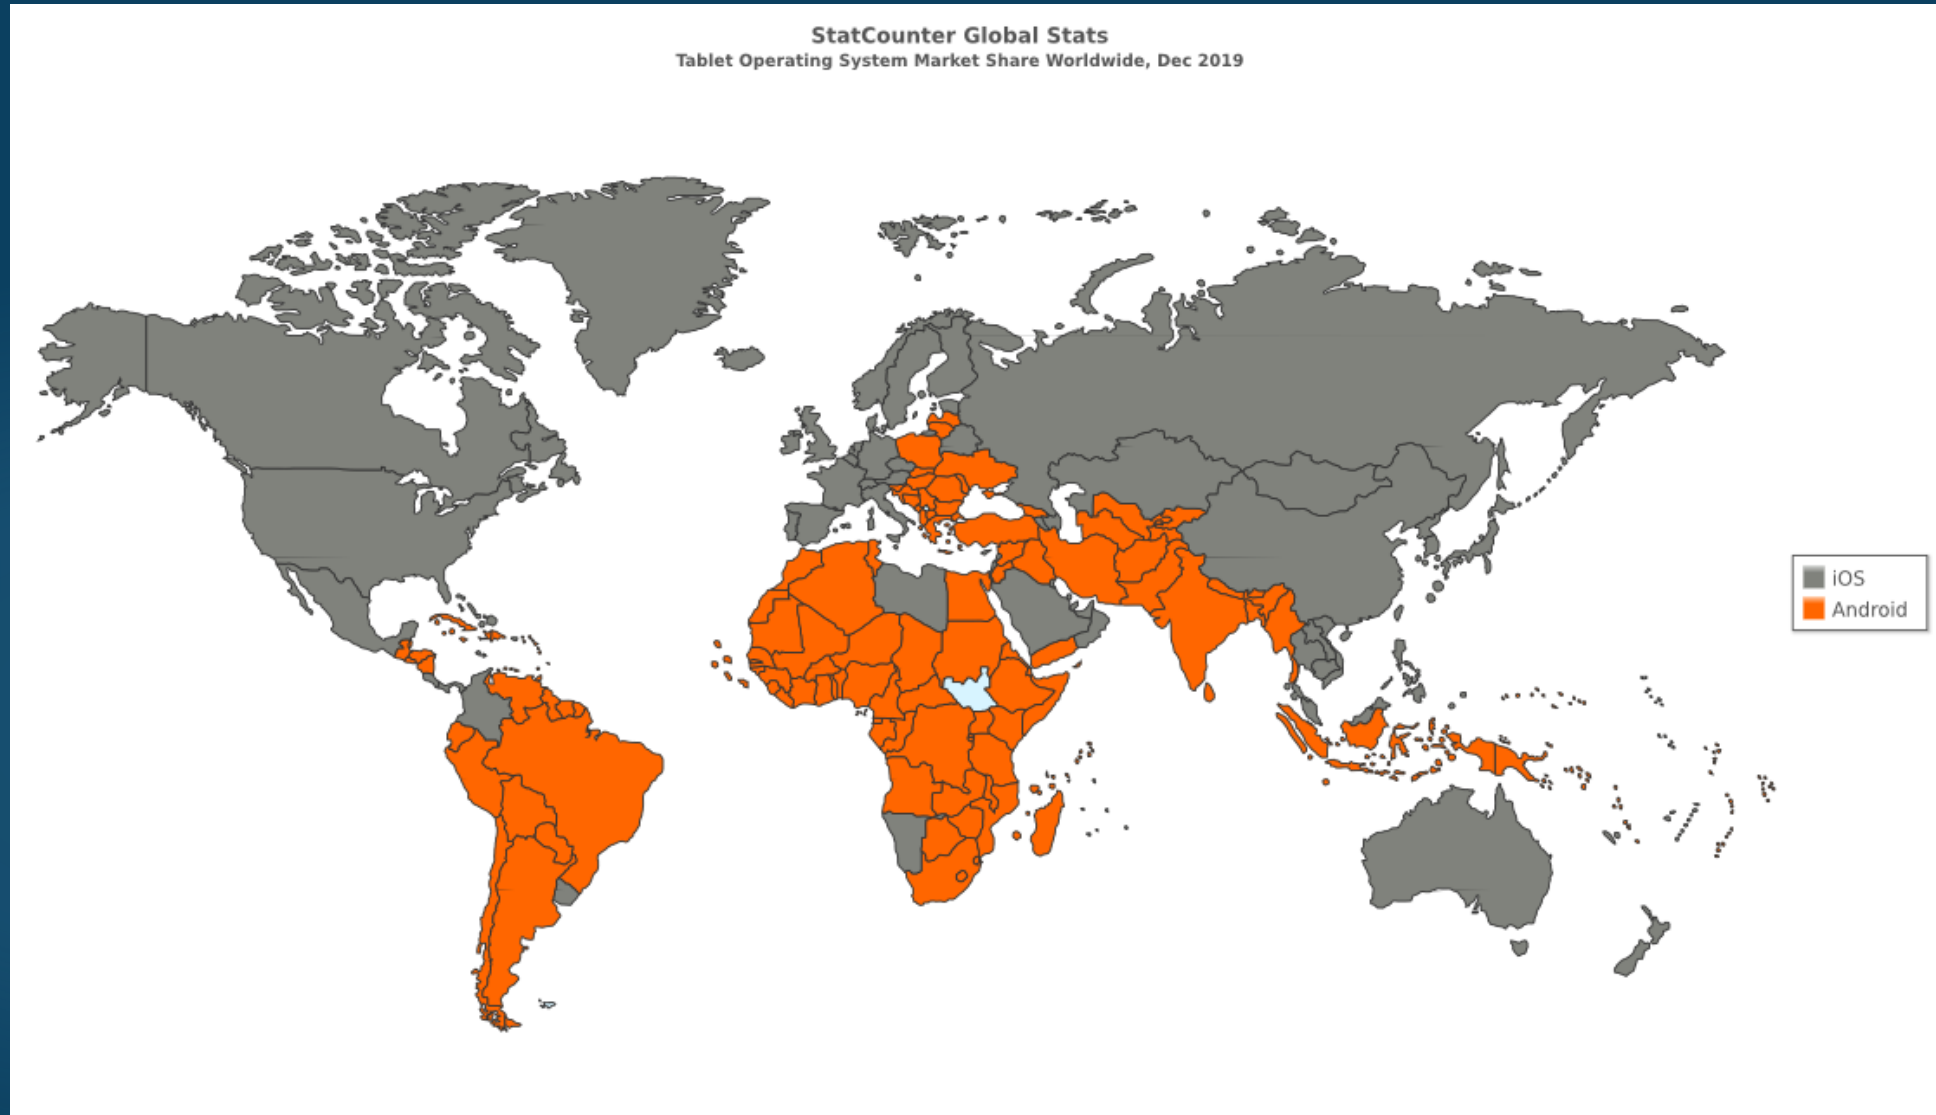 StatCounter Global Stats
Tablet Operating System Market Share Worldwide, Dec 2019
iOS
Android